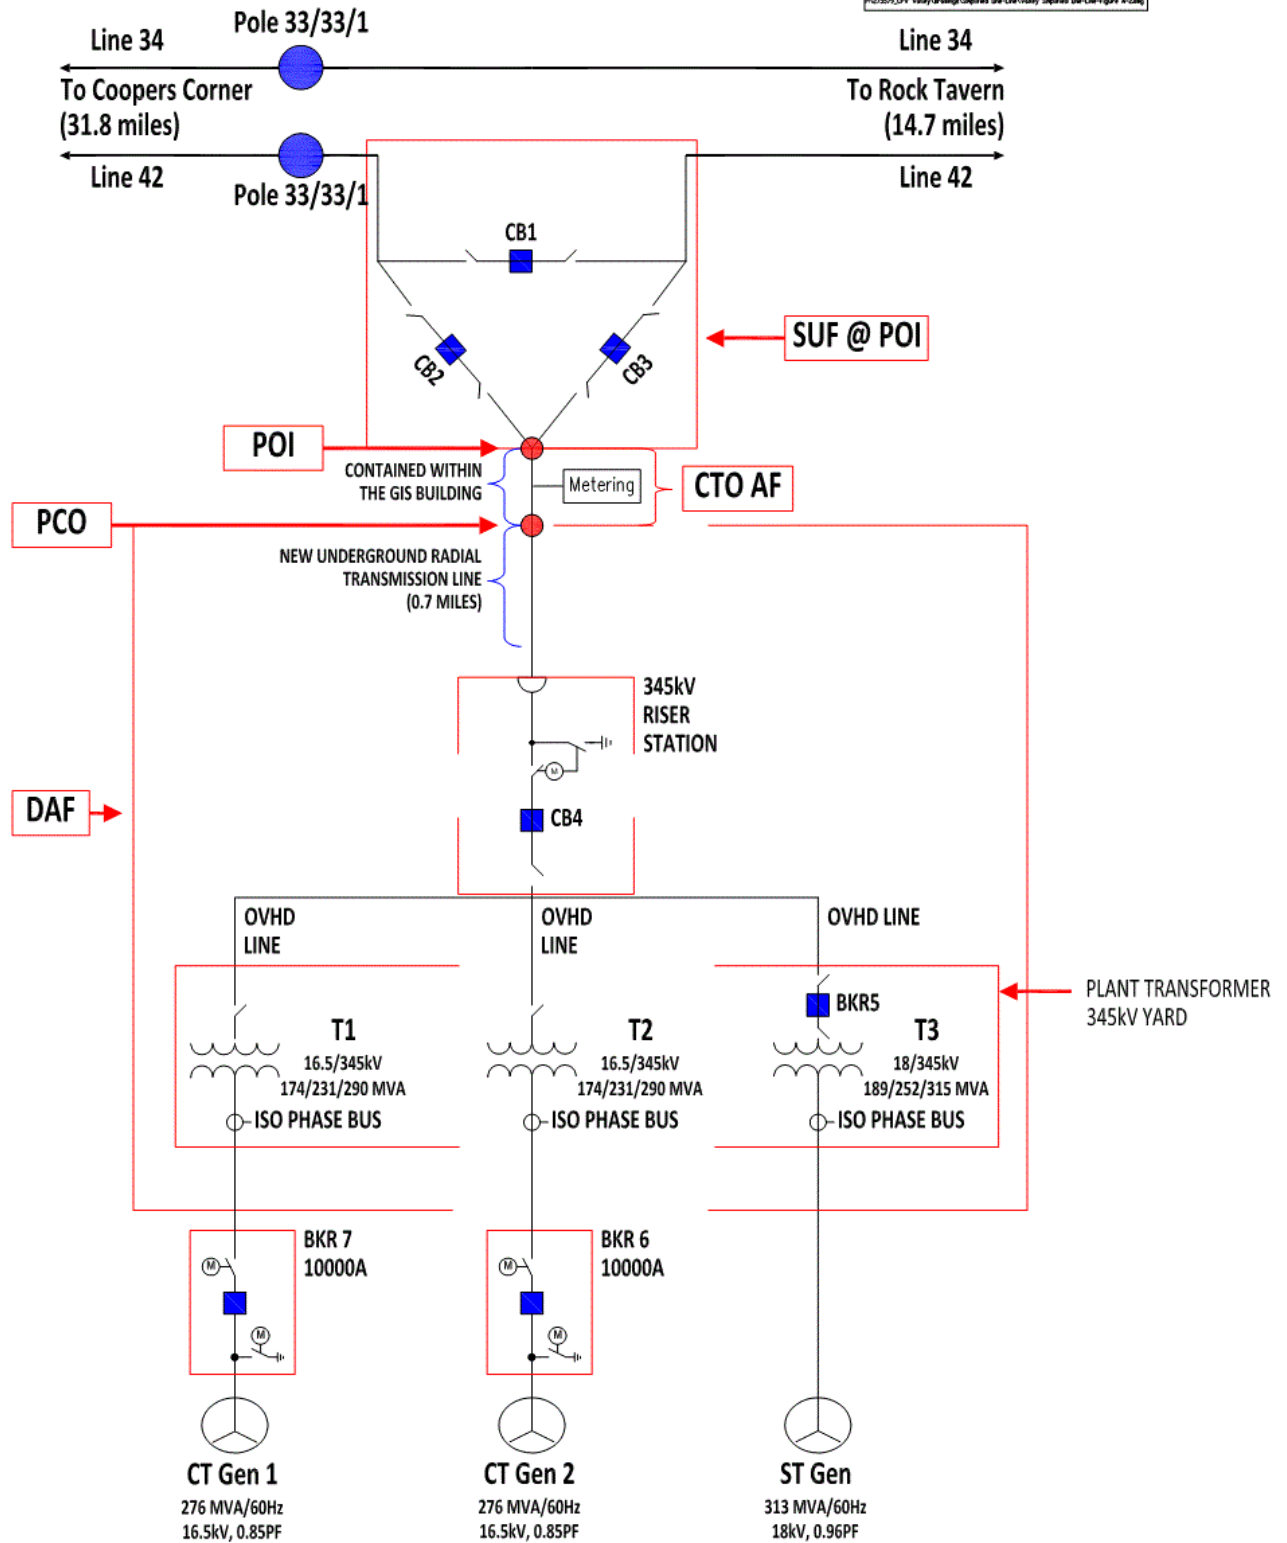 Pole 33/33/1
Line 34
Line 34
To Coopers Corner
(31.8 miles)
To Rock Tavern
(14.7 miles)
Line 42
Line 42
Pole 33/33/1
CB1
CB2
CB3
SUF @ POI
POI
CONTAINED WITHIN
THE GIS BUILDING
Metering
CTO AF
PCO
NEW UNDERGROUND RADIAL
TRANSMISSION LINE
(0.7 MILES)
345kV
RISER
STATION
M
DAF
CB4
OVHD
LINE
OVHD
LINE
OVHD LINE
BKR5
PLANT TRANSFORMER
345kV YARD
T1
16.5/345kV
174/231/290 MVA
ISO PHASE BUS
T2
16.5/345kV
174/231/290 MVA
ISO PHASE BUS
T3
18/345kV
189/252/315 MVA
ISO PHASE BUS
BKR 7
10000A
M
M
BKR 6
10000A
M
M
CT Gen 1
276 MVA/60Hz
16.5kV, 0.85PF
CT Gen 2
276 MVA/60Hz
16.5kV, 0.85PF
ST Gen
313 MVA/60Hz
18kV, 0.96PF